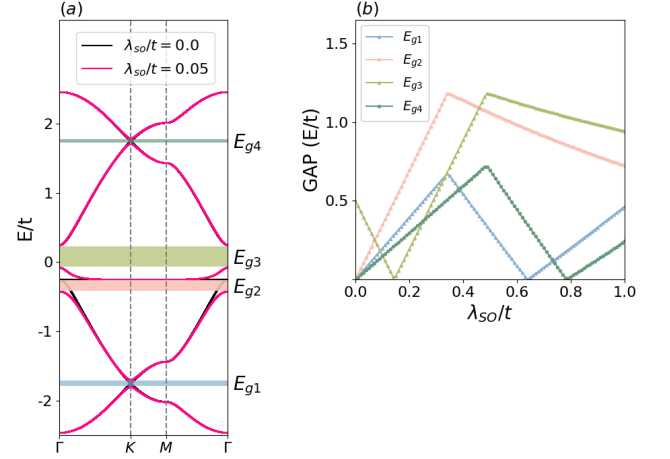 (a)
λso/t = 0.0
λso/t = 0.05
E/t
2
1
0
-1
-2
Eg4
Eg3
Eg2
Eg1
Γ K M Γ
(b)
Eg1
Eg2
Eg3
Eg4
GAP (E/t)
1.5
1.0
0.5
0.0 0.2 0.4 0.6 0.8 1.0
λSO/t